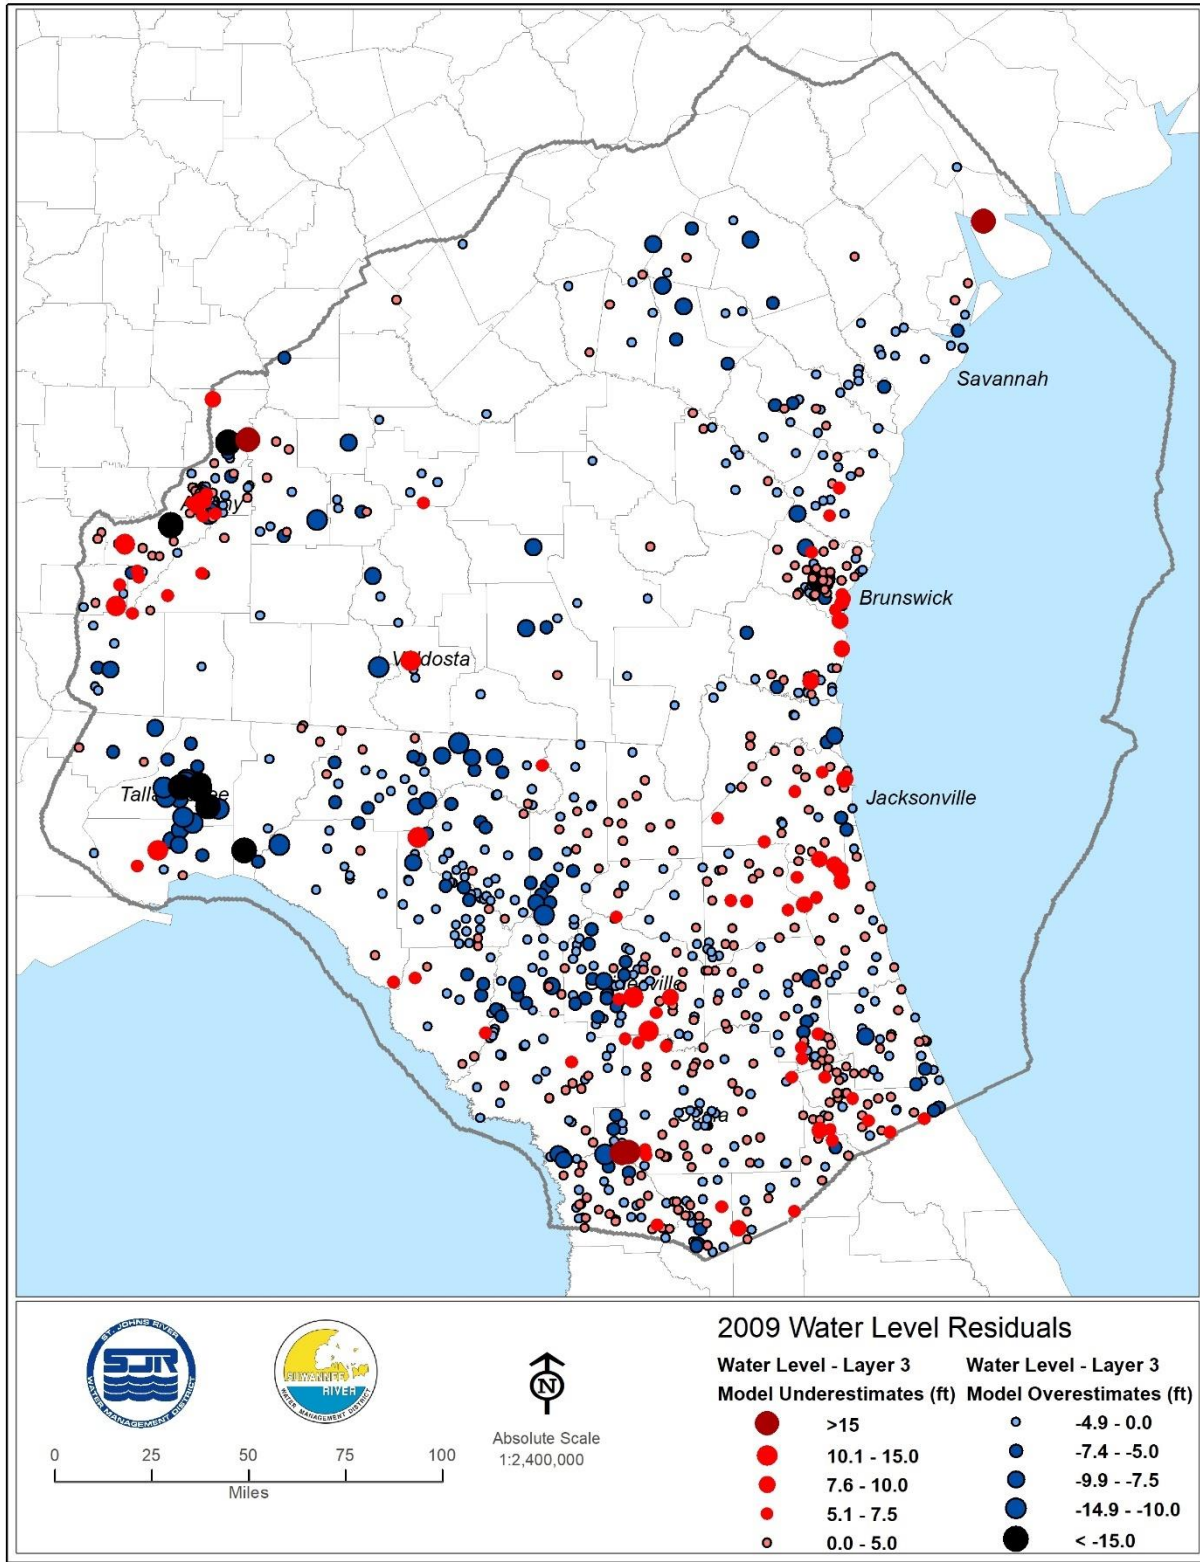 Savannah
Albany
Brunswick
Valdosta
Tallahassee
Jacksonville
Gainesville
Ocala
ST. JOHNS RIVER
SJR
WATER MANAGEMENT DISTRICT
SUWANNEE
RIVER
WATER MANAGEMENT DISTRICT
N
Absolute Scale
1:2,400,000
0 25 50 75 100
Miles
2009 Water Level Residuals
Water Level - Layer 3 Water Level - Layer 3
Model Underestimates (ft) Model Overestimates (ft)
>15 -4.9 - 0.0
10.1 - 15.0 -7.4 - -5.0
7.6 - 10.0 -9.9 - -7.5
5.1 - 7.5 -14.9 - -10.0
0.0 - 5.0 < -15.0